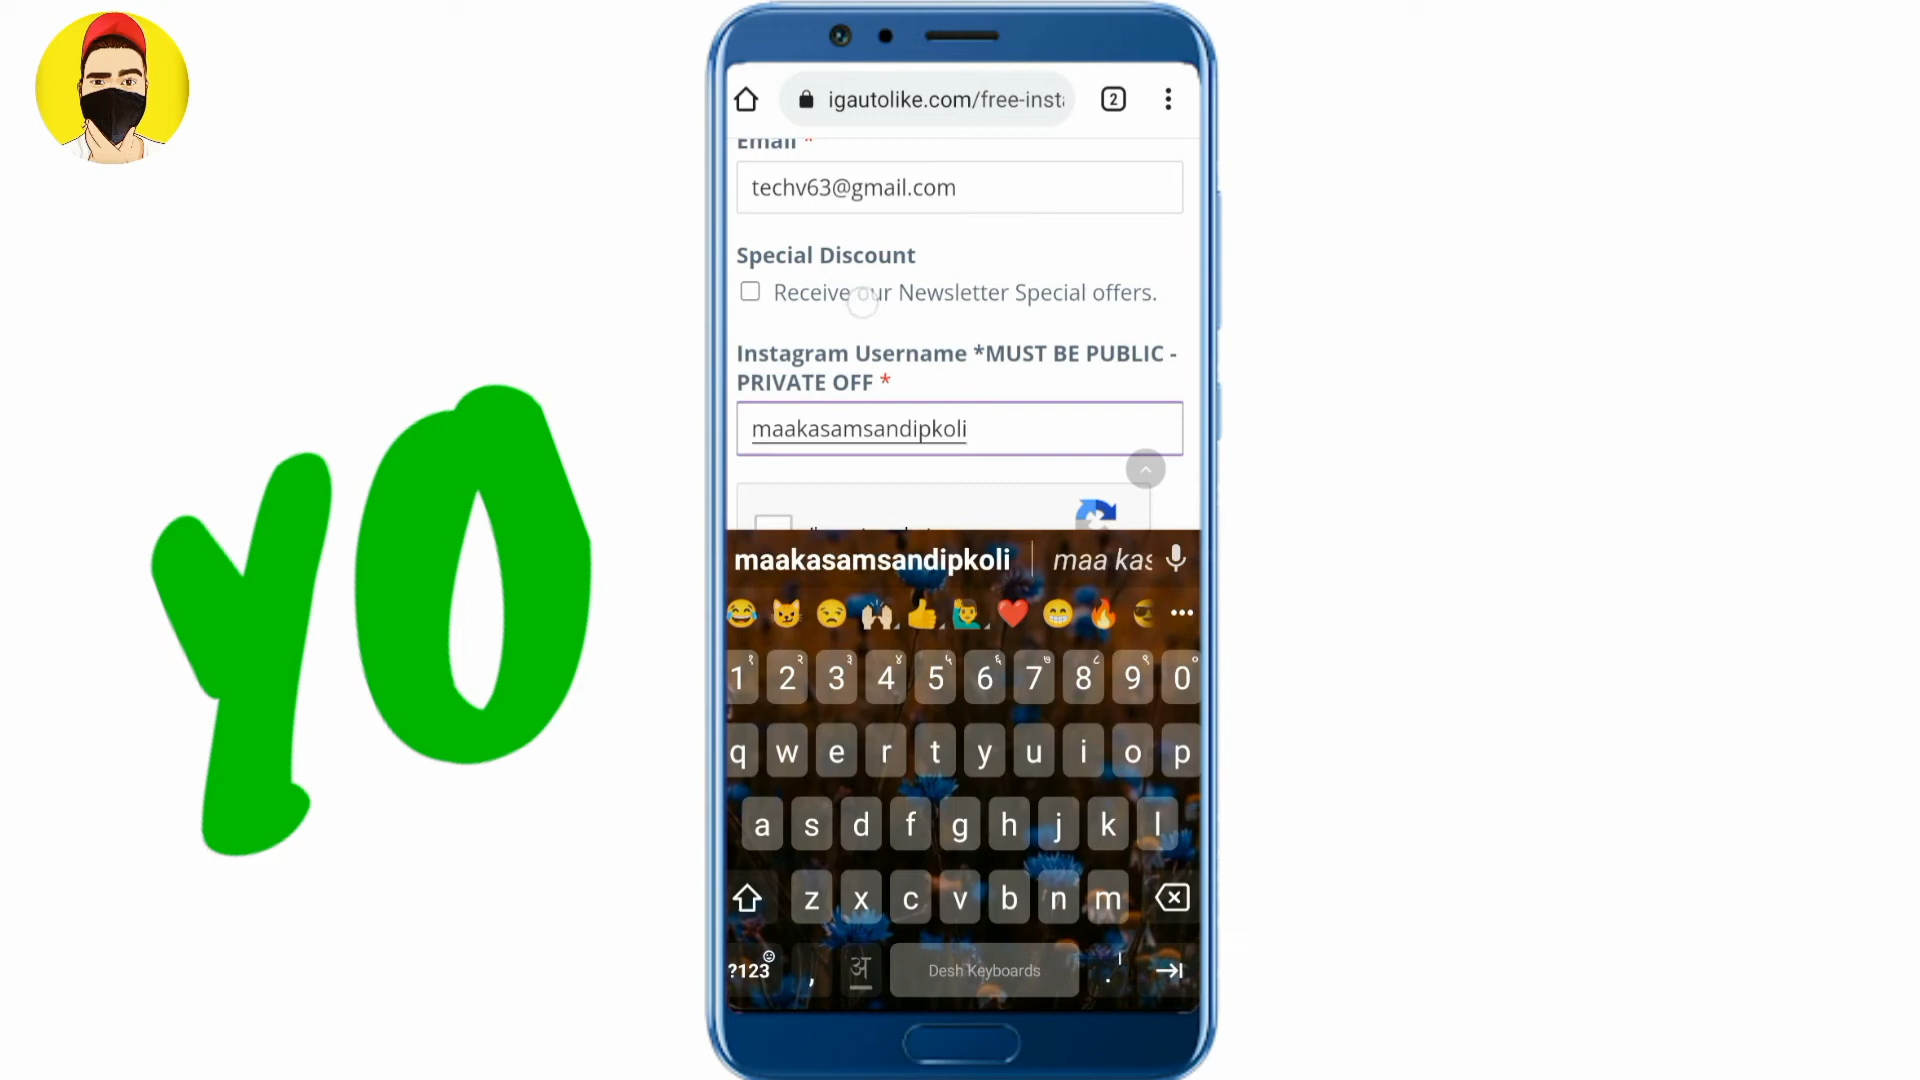 igautolike.com/free-insta
2
Email *
techv63@gmail.com
Special Discount
Receive our Newsletter Special offers.
Instagram Username *MUST BE PUBLIC -
PRIVATE OFF *
maakasamsandipkoli
YO
maakasamsandipkoli maa kas
1 2 3 4 5 6 7 8 9 0
q w e r t y u i o p
a s d f g h j k l
z x c v b n m
?123 , अ Desh Keyboards .